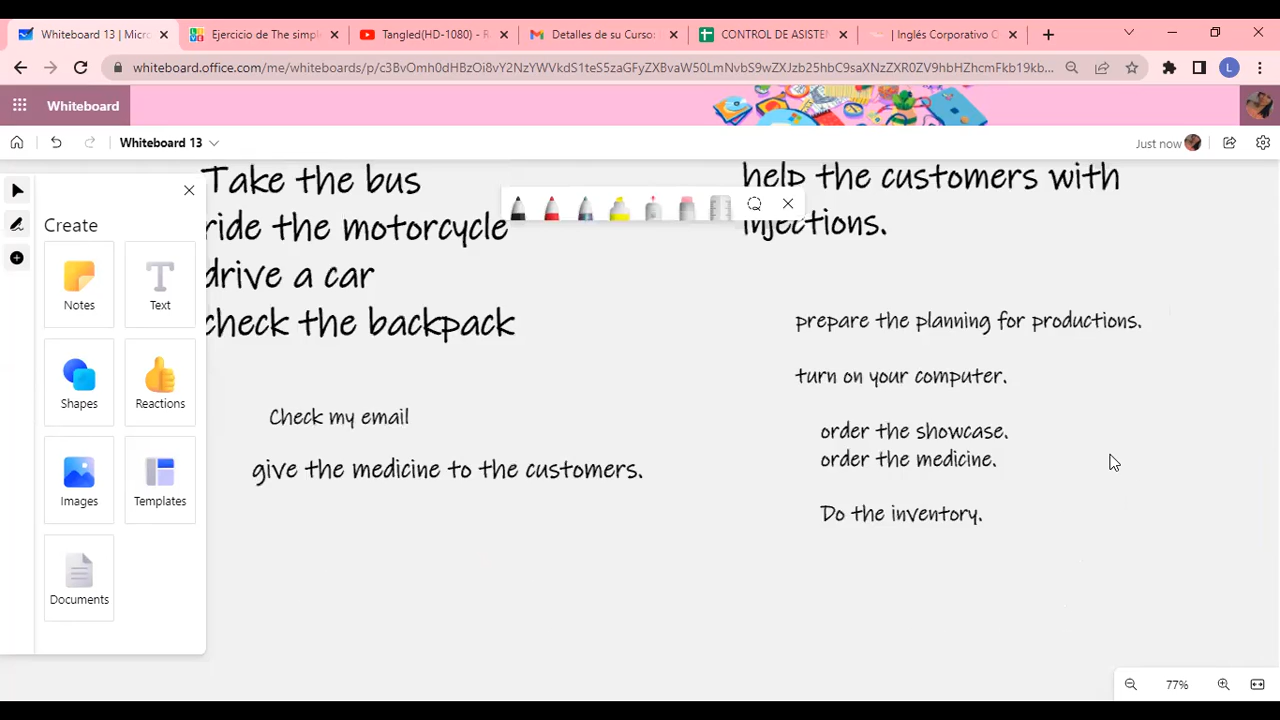 Whiteboard 13 | Micro
Ejercicio de The simple
Tangled(HD-1080) - R
Detalles de su Curso:
CONTROL DE ASISTEN
| Inglés Corporativo O
whiteboard.office.com/me/whiteboards/p/
Whiteboard
Whiteboard 13
Just now
Take the bus
ride the motorcycle
drive a car
check the backpack
help the customers with
injections.
Create
Notes
Text
Shapes
Reactions
Images
Templates
Documents
Check my email
give the medicine to the customers.
prepare the planning for productions.
turn on your computer.
order the showcase.
order the medicine.
Do the inventory.
77%